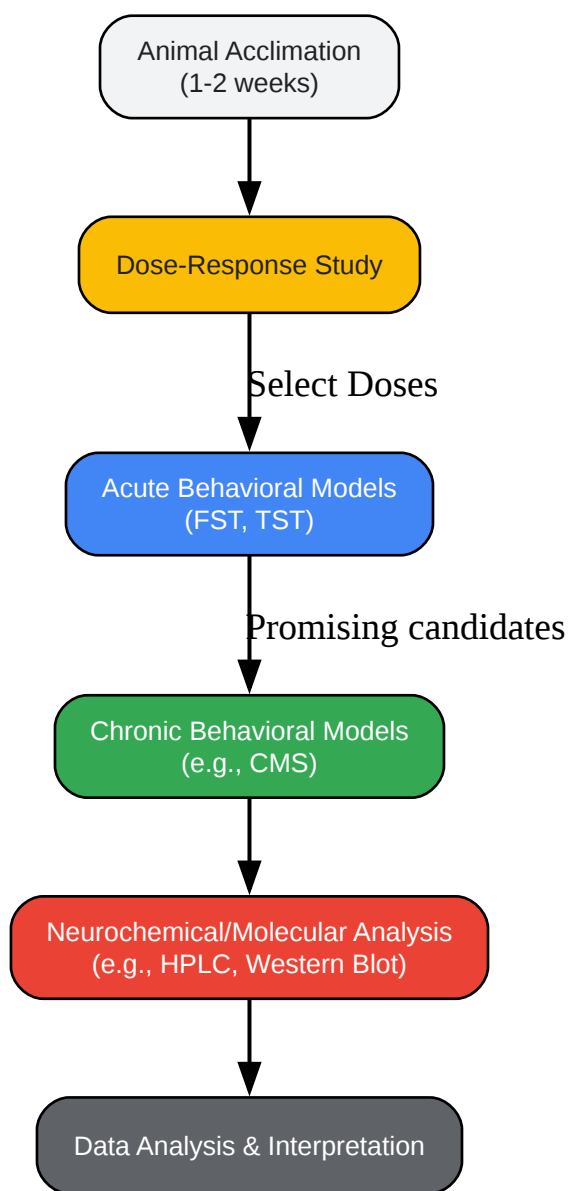 Animal Acclimation
(1-2 weeks)
Dose-Response Study
Select Doses
Acute Behavioral Models
(FST, TST)
Promising candidates
Chronic Behavioral Models
(e.g., CMS)
Neurochemical/Molecular Analysis
(e.g., HPLC, Western Blot)
Data Analysis & Interpretation